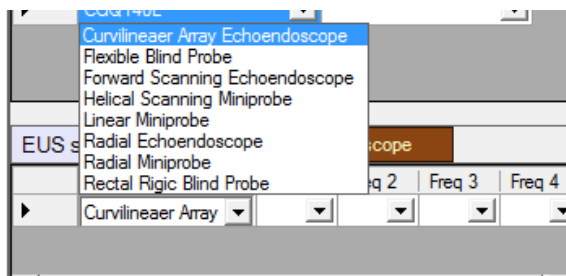 CGQ140L
Curvilineaer Array Echoendoscope
Flexible Blind Probe
Forward Scanning Echoendoscope
Helical Scanning Miniprobe
Linear Miniprobe
Radial Echoendoscope
Radial Miniprobe
Rectal Rigic Blind Probe
EUS s
scope
eq 2 Freq 3 Freq 4
Curvilineaer Array